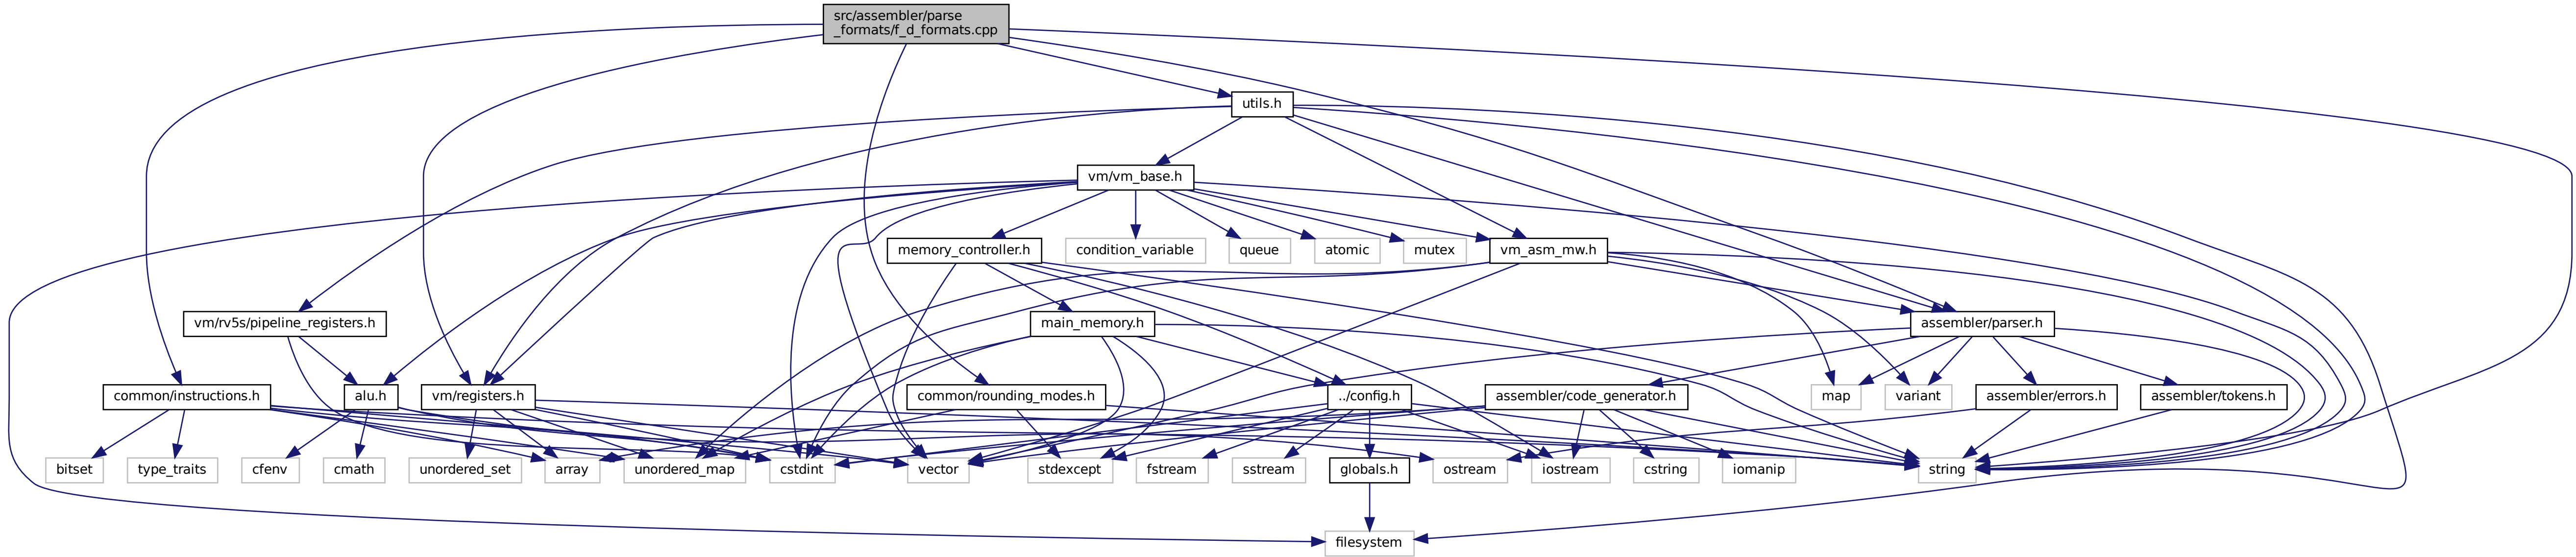 src/assembler/parse
_formats/f_d_formats.cpp
utils.h
vm/vm_base.h
memory_controller.h
condition_variable
queue
atomic
mutex
vm_asm_mw.h
vm/rv5s/pipeline_registers.h
main_memory.h
assembler/parser.h
common/instructions.h
alu.h
vm/registers.h
common/rounding_modes.h
../config.h
assembler/code_generator.h
map
variant
assembler/errors.h
assembler/tokens.h
bitset
type_traits
cfenv
cmath
unordered_set
array
unordered_map
cstdint
vector
stdexcept
fstream
sstream
globals.h
ostream
iostream
cstring
iomanip
string
filesystem